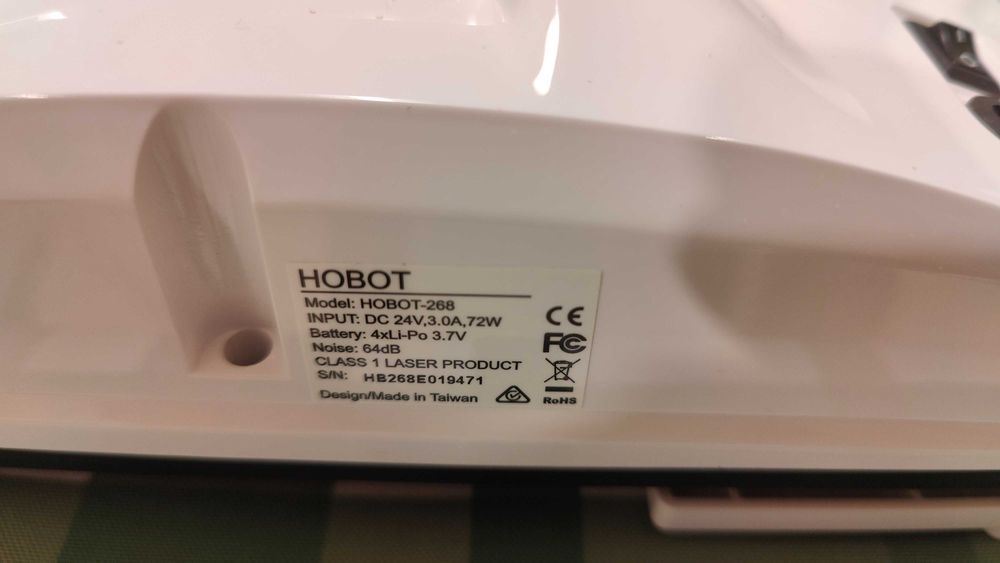 HOBOT
Model: HOBOT-268
INPUT: DC 24V,3.0A,72W
Battery: 4xLi-Po 3.7V
Noise: 64dB
CLASS 1 LASER PRODUCT
S/N: HB268E019471
Design/Made in Taiwan
CE
FC
RoHS